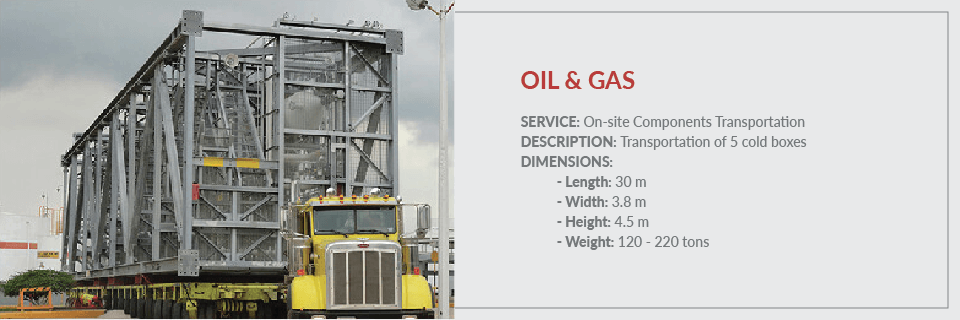 OIL & GAS
SERVICE: On-site Components Transportation
DESCRIPTION: Transportation of 5 cold boxes
DIMENSIONS:
- Length: 30 m
- Width: 3.8 m
- Height: 4.5 m
- Weight: 120 - 220 tons